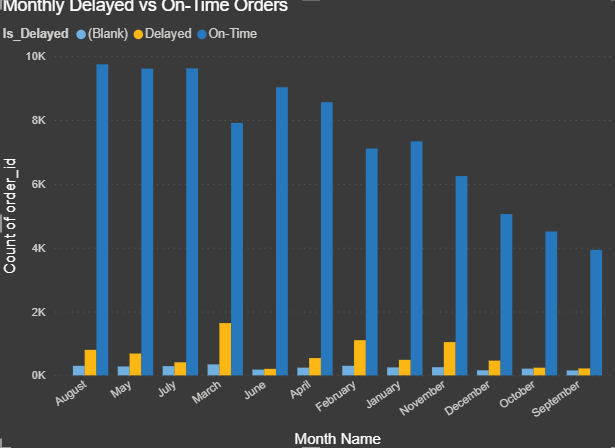 Monthly Delayed vs On-Time Orders
Is_Delayed (Blank) Delayed On-Time
10K
8K
6K
4K
2K
0K
Count of order_id
August May July March June April February January November December October September
Month Name